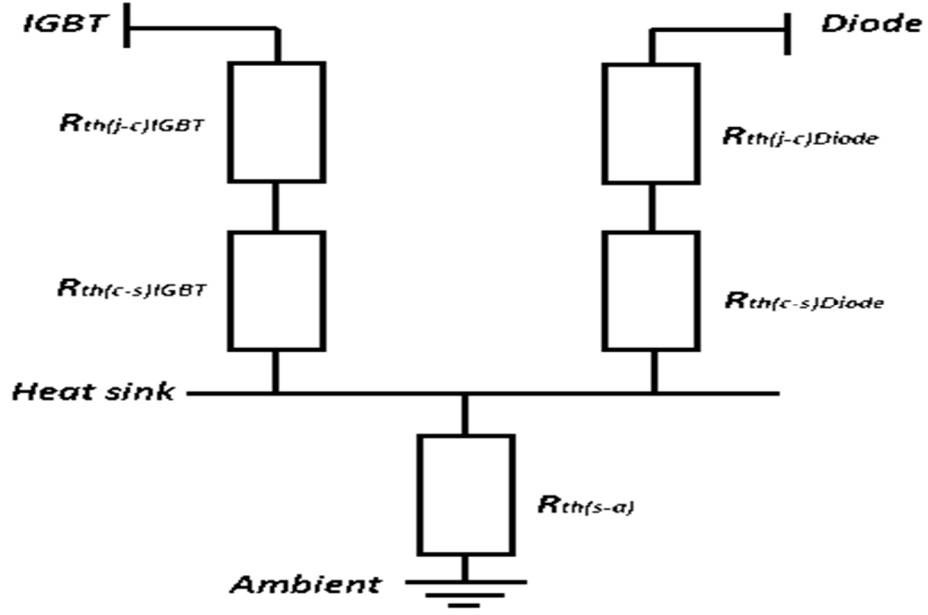 IGBT
Diode
Rth(j-c)IGBT
Rth(j-c)Diode
Rth(c-s)IGBT
Rth(c-s)Diode
Heat sink
Rth(s-a)
Ambient